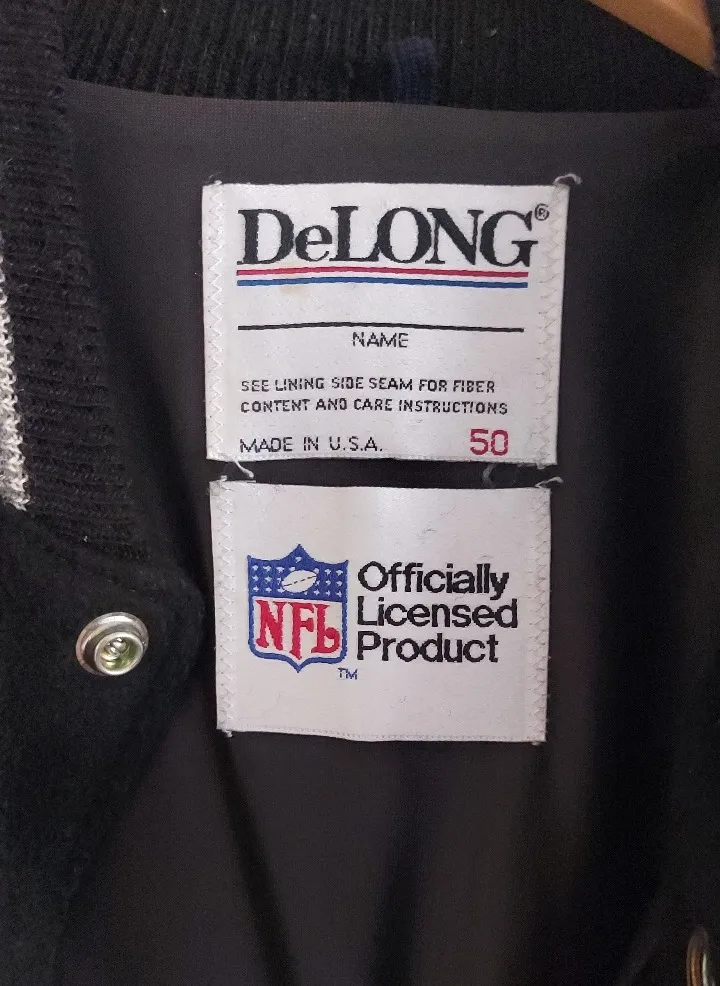 DeLONG®
NAME
SEE LINING SIDE SEAM FOR FIBER
CONTENT AND CARE INSTRUCTIONS
MADE IN U.S.A. 50
NFL
TM
Officially
Licensed
Product